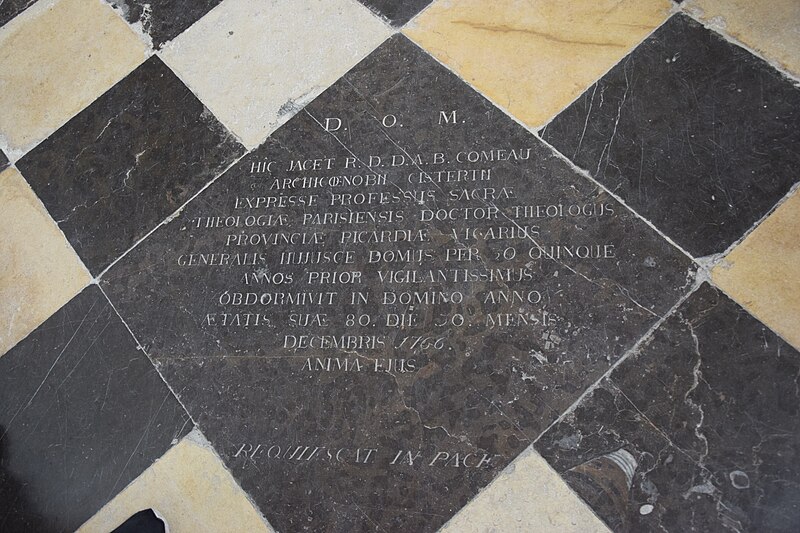 D. O. M.
HIC JACET R. D. D. A. B. COMEAU
ARCHICŒNOBII CISTERTII
EXPRESSE PROFESSUS SACRÆ
THEOLOGIÆ PARISIENSIS DOCTOR THEOLOGUS
PROVINCIÆ PICARDIÆ VICARIUS
GENERALIS HUJUSCE DOMUS PER 20 QUINQUE
ANNOS PRIOR VIGILANTISSIMUS
OBDORMIVIT IN DOMINO ANNO
ÆTATIS SUÆ 80. DIE 30. MENSIS
DECEMBRIS 1766
ANIMA EJUS
REQUIESCAT IN PACE